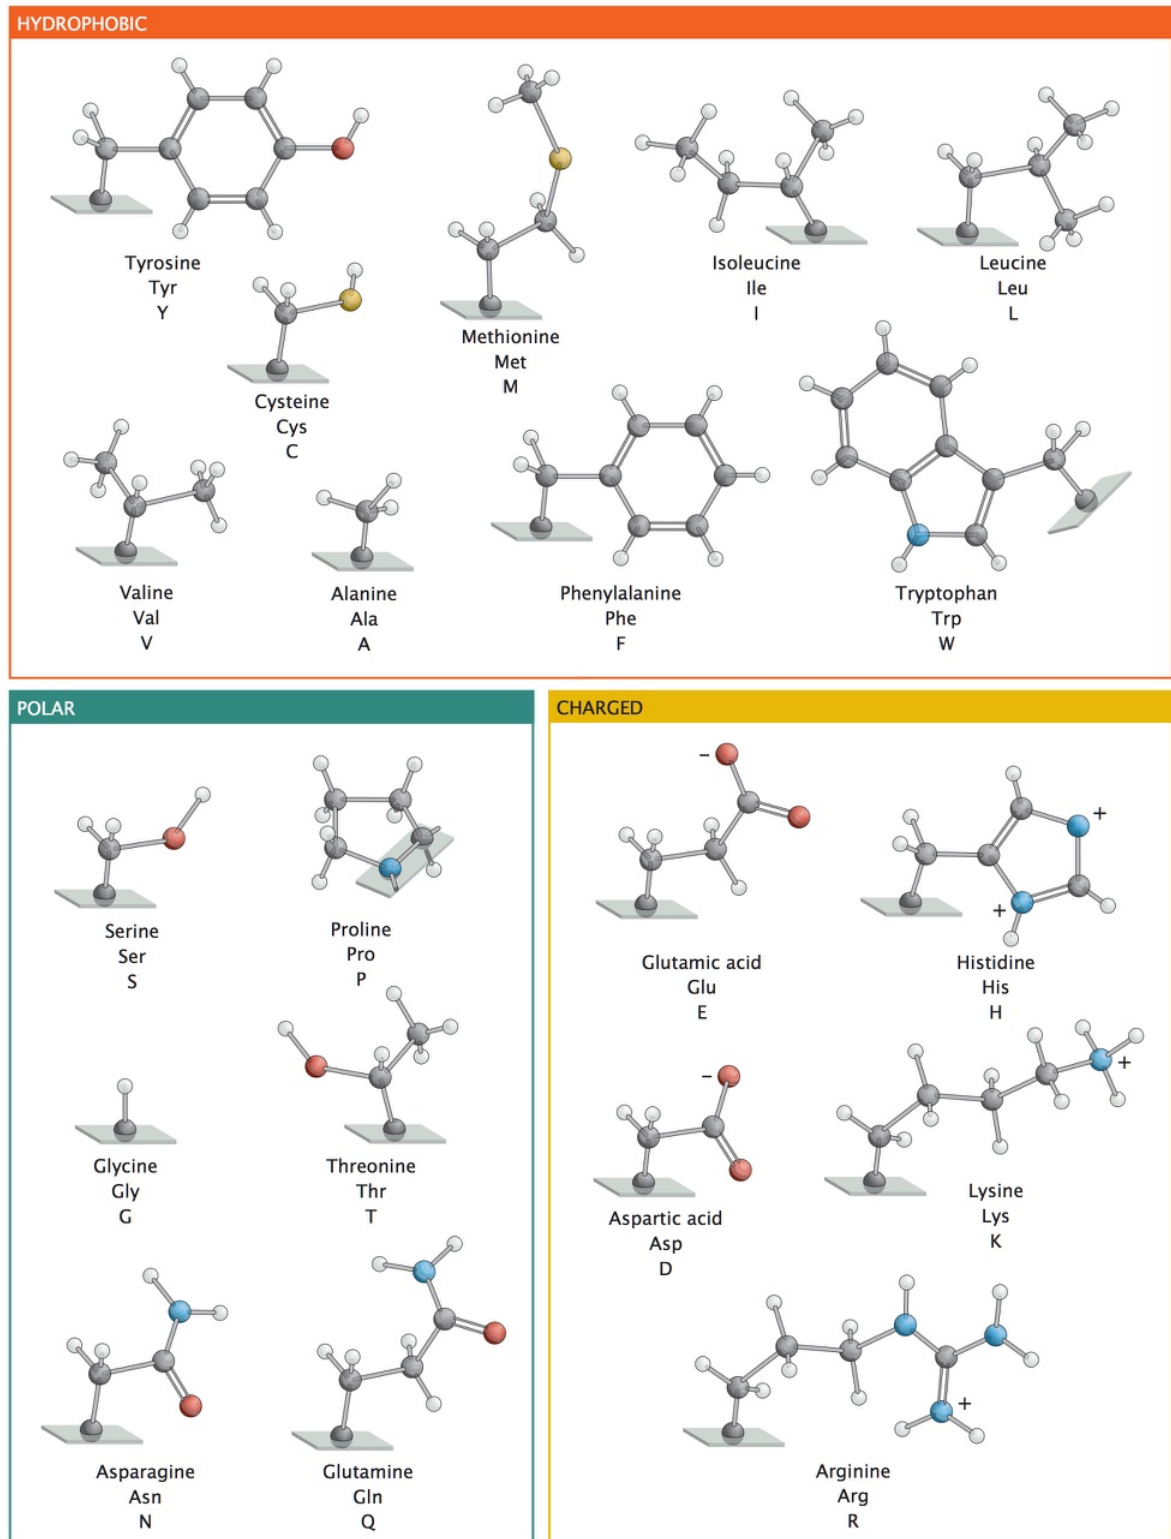 HYDROPHOBIC
Tyrosine
Tyr
Y
Cysteine
Cys
C
Methionine
Met
M
Isoleucine
Ile
I
Leucine
Leu
L
Valine
Val
V
Alanine
Ala
A
Phenylalanine
Phe
F
Tryptophan
Trp
W
POLAR
Serine
Ser
S
Proline
Pro
P
Glycine
Gly
G
Threonine
Thr
T
Asparagine
Asn
N
Glutamine
Gln
Q
CHARGED
–
Glutamic acid
Glu
E
+
+
Histidine
His
H
–
Aspartic acid
Asp
D
+
Lysine
Lys
K
+
Arginine
Arg
R